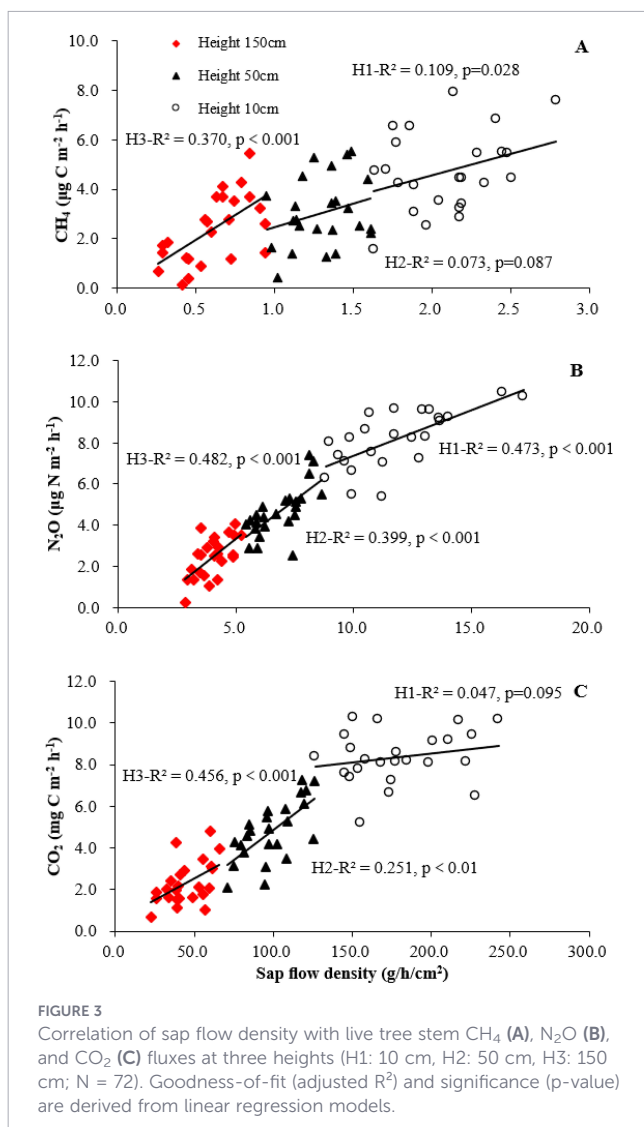 Height 150cm
Height 50cm
Height 10cm
A
H1-R² = 0.109, p=0.028
H3-R² = 0.370, p < 0.001
H2-R² = 0.073, p=0.087
CH₄ (µg C m⁻² h⁻¹)
10.0
8.0
6.0
4.0
2.0
0.0
0.0 0.5 1.0 1.5 2.0 2.5 3.0
B
H3-R² = 0.482, p < 0.001
H1-R² = 0.473, p < 0.001
H2-R² = 0.399, p < 0.001
N₂O (µg N m⁻² h⁻¹)
12.0
10.0
8.0
6.0
4.0
2.0
0.0
0.0 5.0 10.0 15.0 20.0
H1-R² = 0.047, p=0.095
C
H3-R² = 0.456, p < 0.001
H2-R² = 0.251, p < 0.01
CO₂ (mg C m⁻² h⁻¹)
12.0
10.0
8.0
6.0
4.0
2.0
0.0
0.0 50.0 100.0 150.0 200.0 250.0 300.0
Sap flow density (g/h/cm²)
FIGURE 3
Correlation of sap flow density with live tree stem CH₄ (A), N₂O (B),
and CO₂ (C) fluxes at three heights (H1: 10 cm, H2: 50 cm, H3: 150
cm; N = 72). Goodness-of-fit (adjusted R²) and significance (p-value)
are derived from linear regression models.